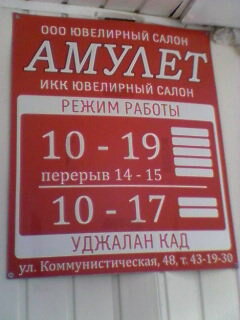 ООО ЮВЕЛИРНЫЙ САЛОН
АМУЛЕТ
ИКК ЮВЕЛИРНЫЙ САЛОН
РЕЖИМ РАБОТЫ
10 - 19
перерыв 14 - 15
10 - 17
УДЖАЛАН КАД
ул. Коммунистическая, 48, т. 43-19-30